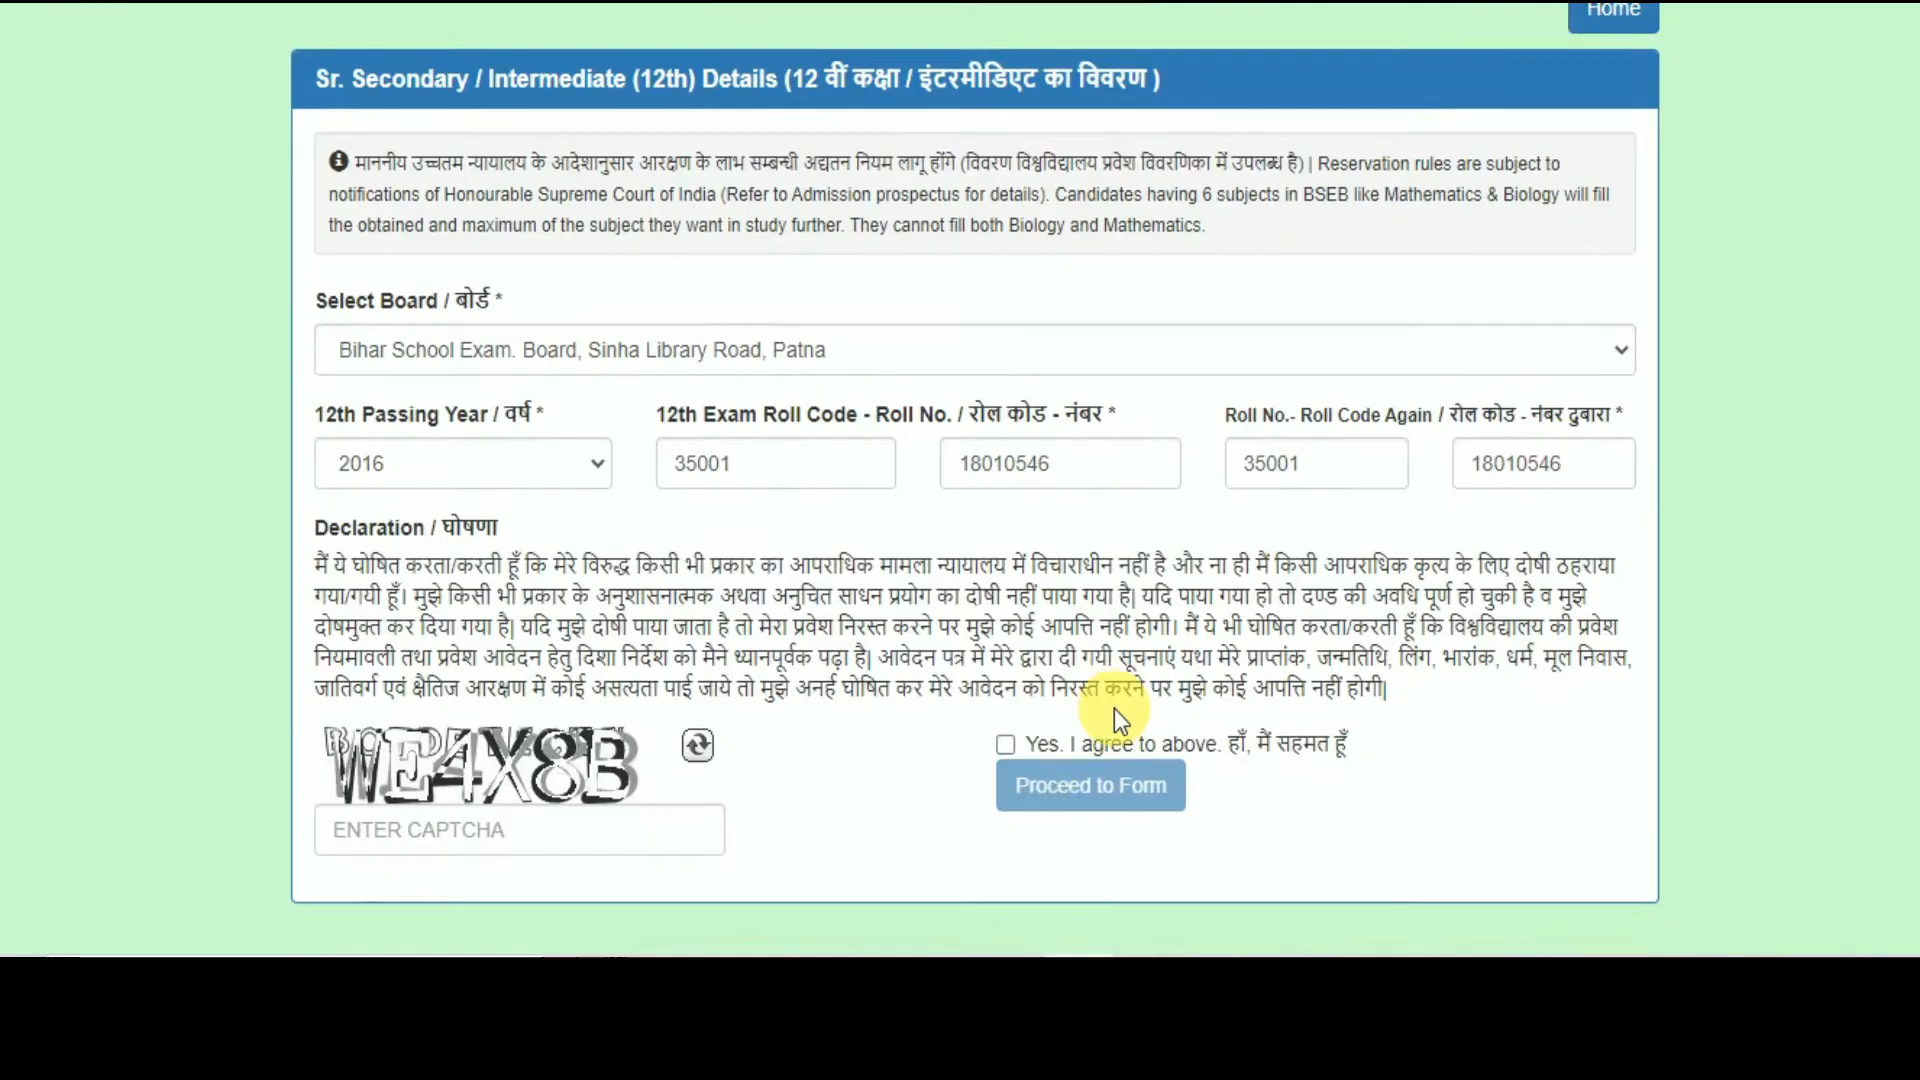 Home
Sr. Secondary / Intermediate (12th) Details (12 वीं कक्षा / इंटरमीडिएट का विवरण )
माननीय उच्चतम न्यायालय के आदेशानुसार आरक्षण के लाभ सम्बन्धी अद्यतन नियम लागू होंगे (विवरण विश्वविद्यालय प्रवेश विवरणिका में उपलब्ध है) | Reservation rules are subject to
notifications of Honourable Supreme Court of India (Refer to Admission prospectus for details). Candidates having 6 subjects in BSEB like Mathematics & Biology will fill
the obtained and maximum of the subject they want in study further. They cannot fill both Biology and Mathematics.
Select Board / बोर्ड *
Bihar School Exam. Board, Sinha Library Road, Patna
12th Passing Year / वर्ष * 12th Exam Roll Code - Roll No. / रोल कोड - नंबर * Roll No.- Roll Code Again / रोल कोड - नंबर दुबारा *
2016 35001 18010546 35001 18010546
Declaration / घोषणा
मैं ये घोषित करता/करती हूँ कि मेरे विरुद्ध किसी भी प्रकार का आपराधिक मामला न्यायालय में विचाराधीन नहीं है और ना ही मैं किसी आपराधिक कृत्य के लिए दोषी ठहराया
गया/गयी हूँ। मुझे किसी भी प्रकार के अनुशासनात्मक अथवा अनुचित साधन प्रयोग का दोषी नहीं पाया गया है| यदि पाया गया हो तो दण्ड की अवधि पूर्ण हो चुकी है व मुझे
दोषमुक्त कर दिया गया है| यदि मुझे दोषी पाया जाता है तो मेरा प्रवेश निरस्त करने पर मुझे कोई आपत्ति नहीं होगी। मैं ये भी घोषित करता/करती हूँ कि विश्वविद्यालय की प्रवेश
नियमावली तथा प्रवेश आवेदन हेतु दिशा निर्देश को मैने ध्यानपूर्वक पढ़ा है| आवेदन पत्र में मेरे द्वारा दी गयी सूचनाएं यथा मेरे प्राप्तांक, जन्मतिथि, लिंग, भारांक, धर्म, मूल निवास,
जातिवर्ग एवं क्षैतिज आरक्षण में कोई असत्यता पाई जाये तो मुझे अनर्ह घोषित कर मेरे आवेदन को निरस्त करने पर मुझे कोई आपत्ति नहीं होगी|
WE4X8B
Yes. I agree to above. हाँ, मैं सहमत हूँ
Proceed to Form
ENTER CAPTCHA